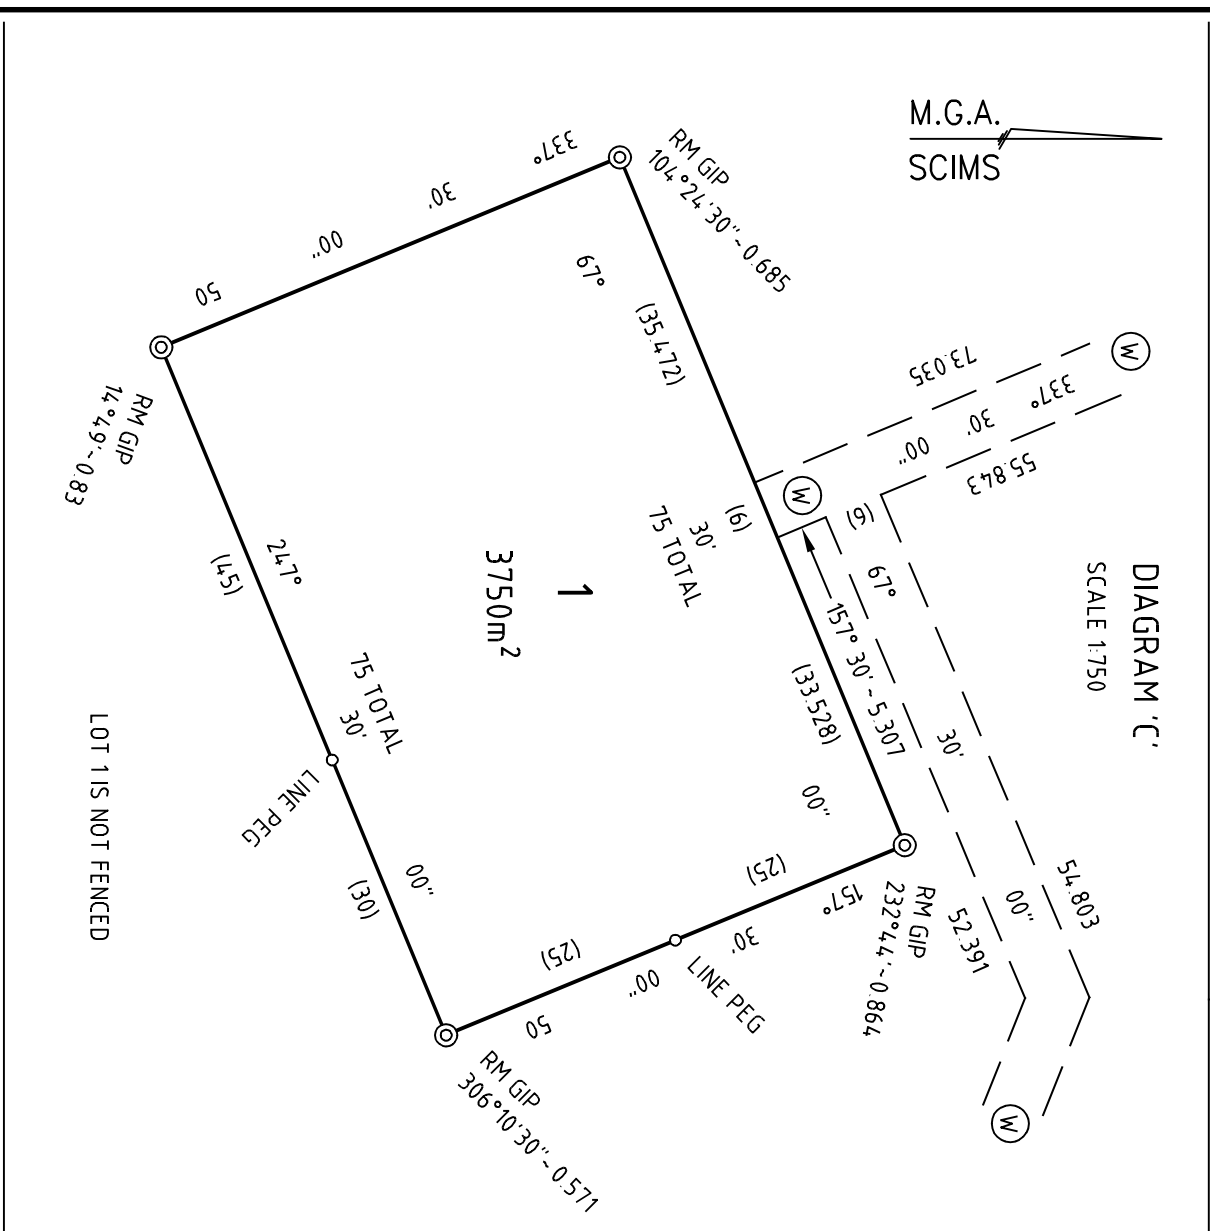 M.G.A.
SCIMS
DIAGRAM 'C'
SCALE 1:750
RM GIP
104°24'30"~0.685
337°
30'
00"
50
67°
(35.472)
(6)
30'
75 TOTAL
(33.528)
00"
73.035
337°
30'
00"
55.843
W
W
(6)
67°
30'
00"
54.803
52.391
W
157° 30' ~ 5.307
1
3750m²
RM GIP
14°49'~0.83
247°
(45)
75 TOTAL
30'
LINE PEG
00"
(30)
RM GIP
232°44'~0.864
157°
(25)
30'
LINE PEG
00"
(25)
50
RM GIP
306°10'30"~0.571
LOT 1 IS NOT FENCED